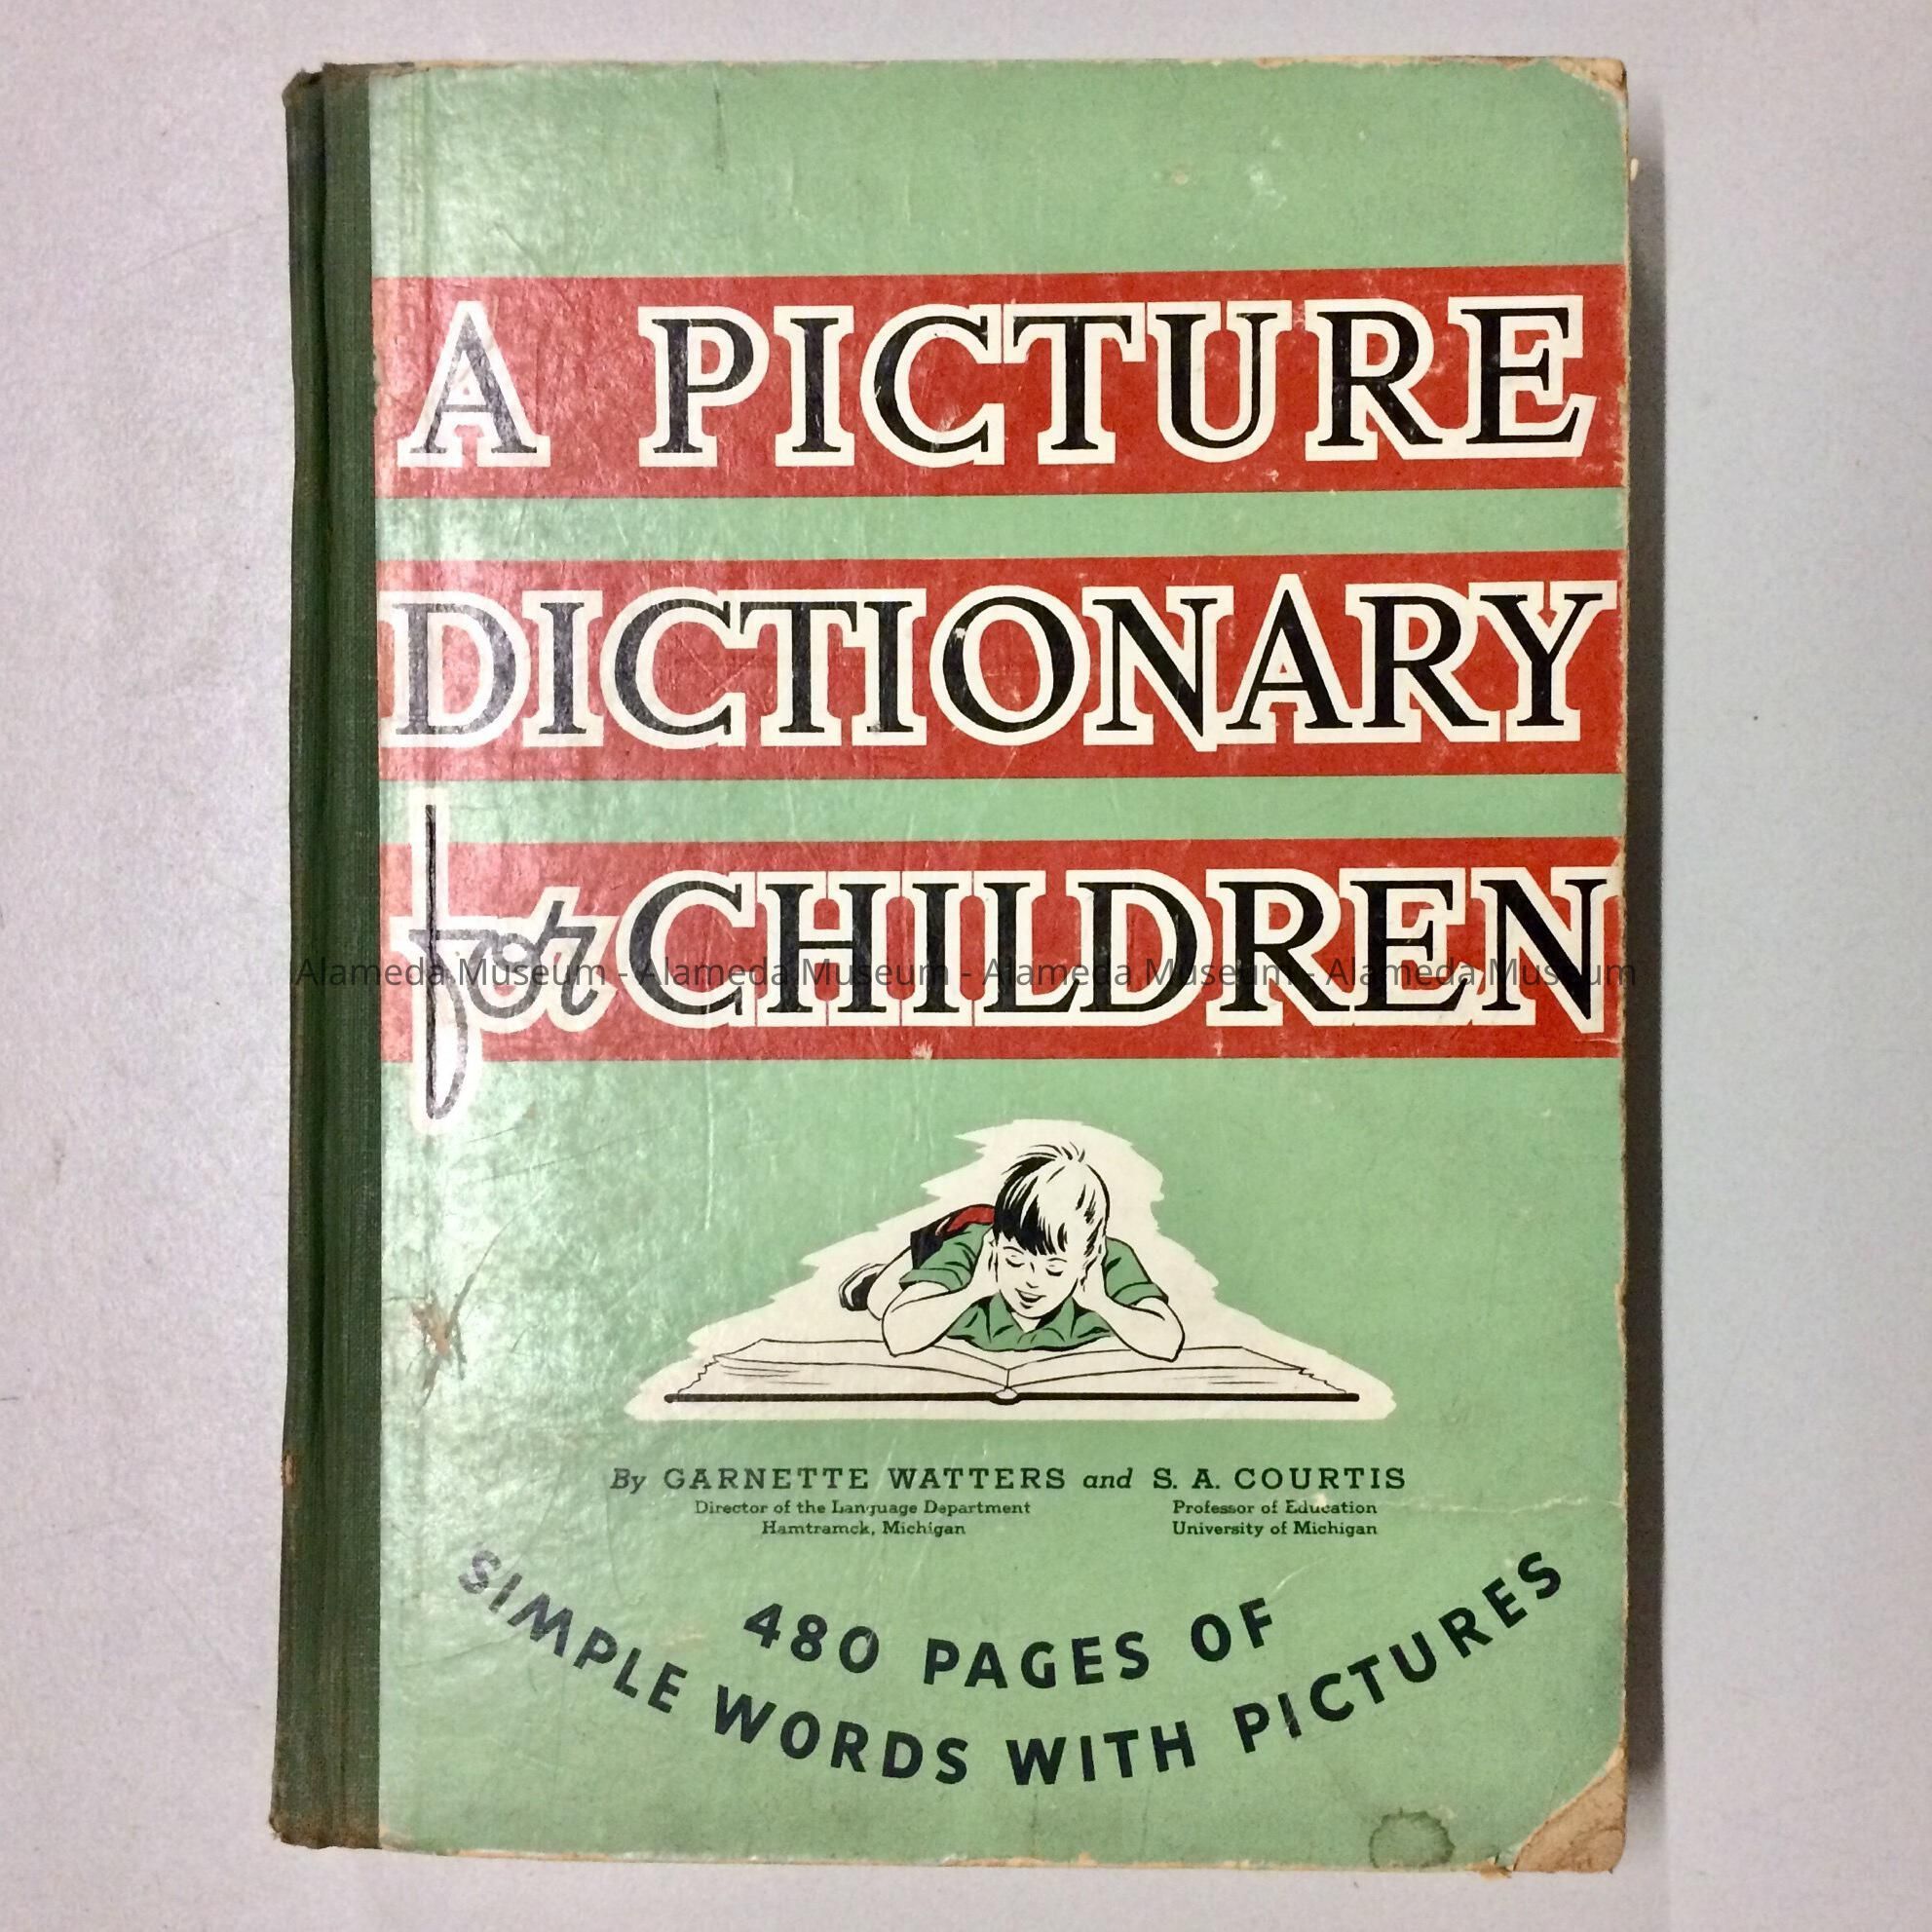 A PICTURE
DICTIONARY
for CHILDREN
Alameda Museum - Alameda Museum - Alameda Museum - Alameda Museum
By GARNETTE WATTERS and S. A. COURTIS
Director of the Language Department Professor of Education
Hamtramck, Michigan University of Michigan
480 PAGES OF
SIMPLE WORDS WITH PICTURES